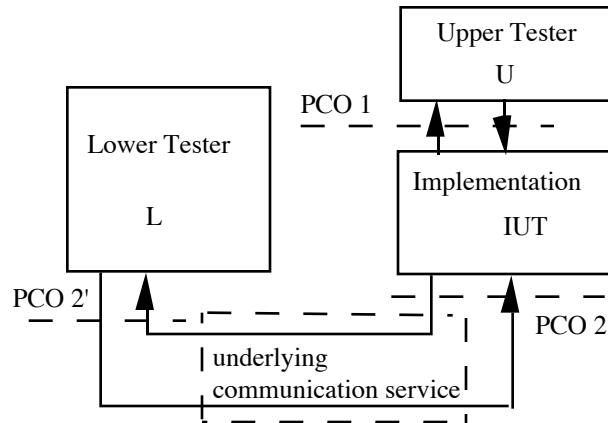 Upper Tester
U
PCO 1
Lower Tester
L
Implementation
IUT
PCO 2'
PCO 2
underlying
communication service